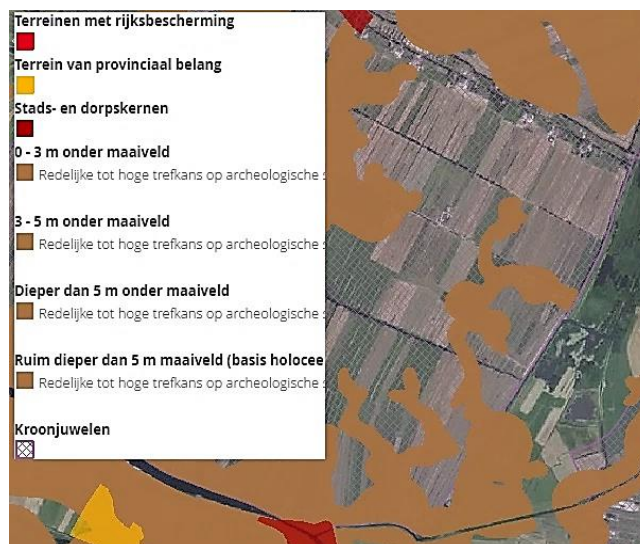 Terreinen met rijksbescherming
Terrein van provinciaal belang
Stads- en dorpskernen
0 - 3 m onder maaiveld
Redelijke tot hoge trefkans op archeologische s
3 - 5 m onder maaiveld
Redelijke tot hoge trefkans op archeologische s
Dieper dan 5 m onder maaiveld
Redelijke tot hoge trefkans op archeologische s
Ruim dieper dan 5 m maaiveld (basis holocee
Redelijke tot hoge trefkans op archeologische s
Kroonjuwelen